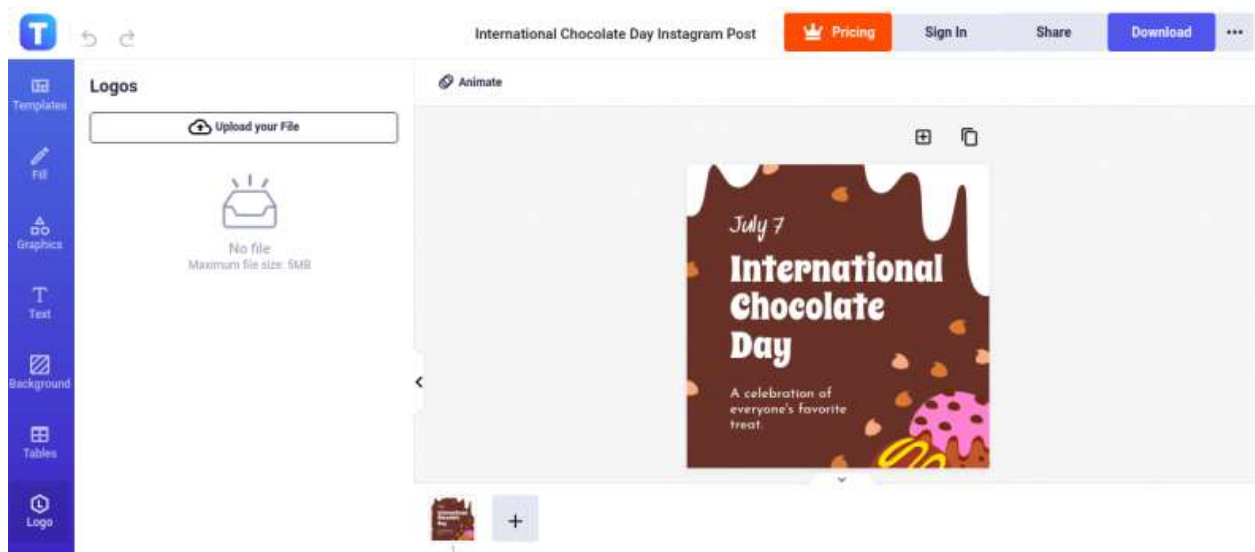 T
International Chocolate Day Instagram Post
Pricing
Sign In
Share
Download
Templates
Fill
Graphics
Text
Background
Tables
Logo
Logos
Upload your File
No file
Maximum file size: 5MB
Animate
July 7
International
Chocolate
Day
A celebration of
everyone's favorite
treat.
1